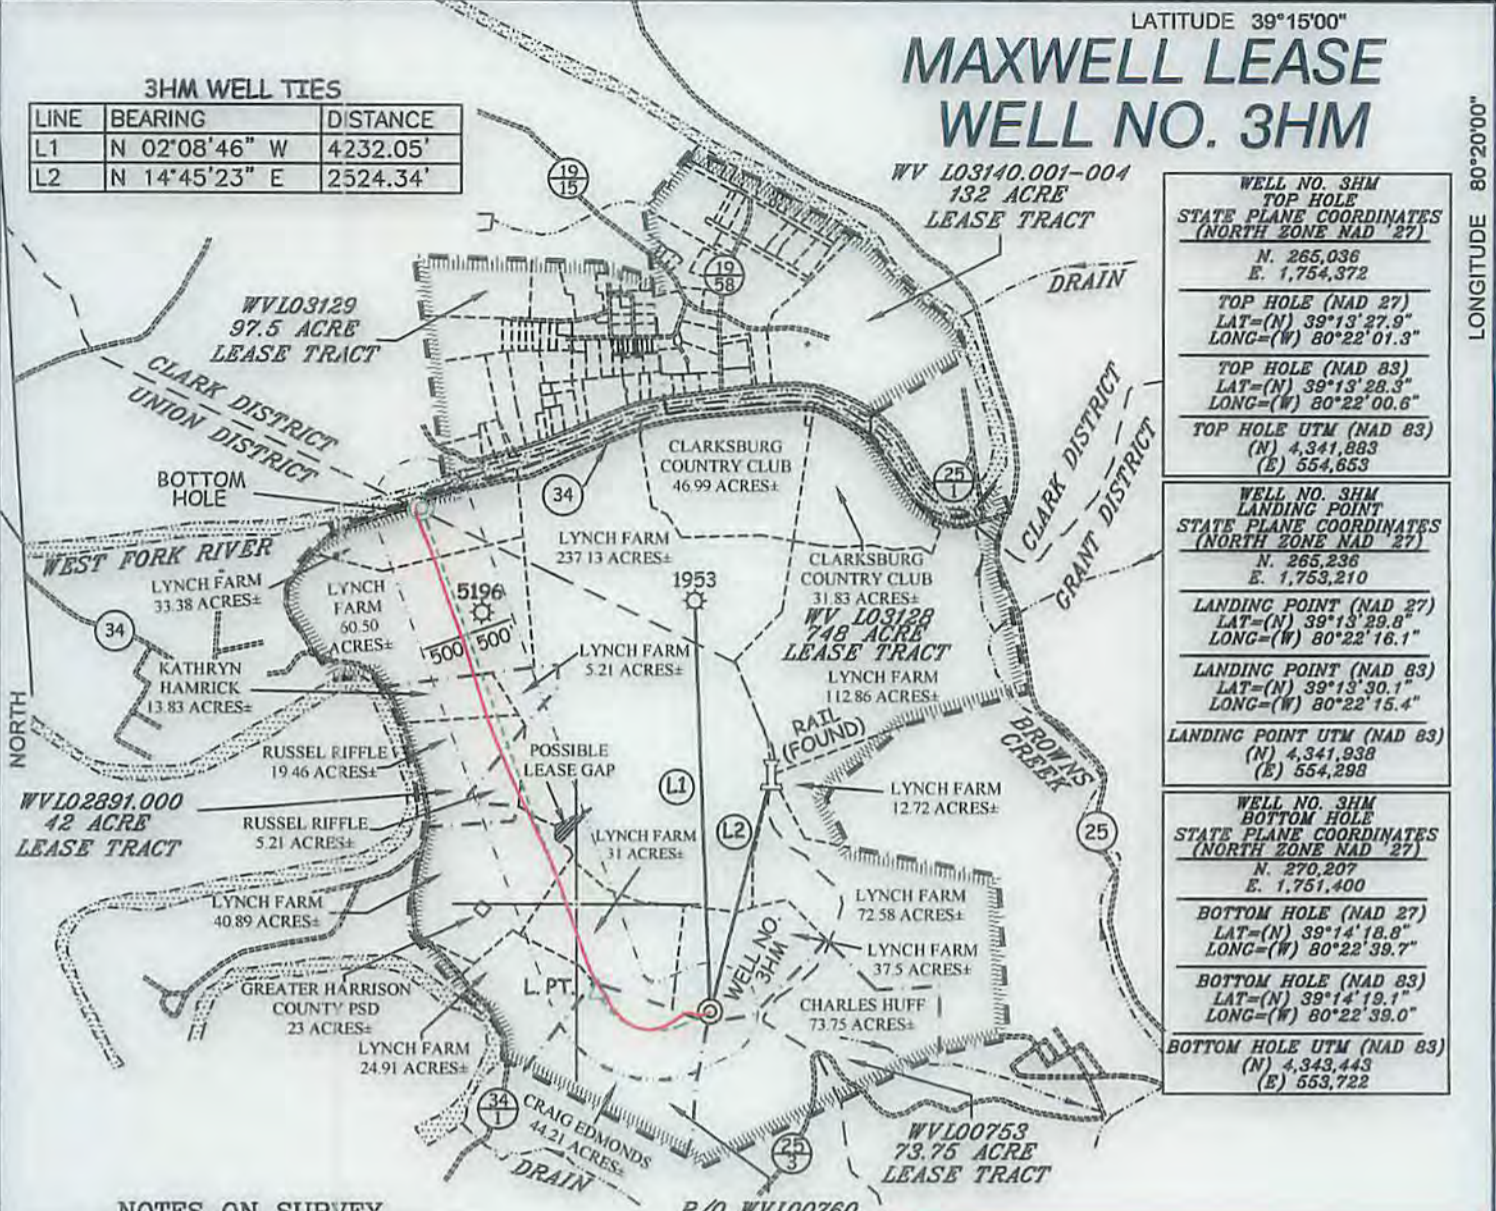 LATITUDE 39°15'00"
MAXWELL LEASE
WELL NO. 3HM
LONGITUDE 80°20'00"
3HM WELL TIES
LINE BEARING DISTANCE
L1 N 02°08'46" W 4232.05'
L2 N 14°45'23" E 2524.34'
19
15
WV L03140.001-004
132 ACRE
LEASE TRACT
19
58
DRAIN
WVL03129
97.5 ACRE
LEASE TRACT
CLARK DISTRICT
UNION DISTRICT
BOTTOM
HOLE
CLARKSBURG
COUNTRY CLUB
46.99 ACRES±
34
25
1
CLARK DISTRICT
GRANT DISTRICT
WEST FORK RIVER
LYNCH FARM
237.13 ACRES±
LYNCH FARM
33.38 ACRES±
LYNCH
FARM
60.50
ACRES±
5196
1953
CLARKSBURG
COUNTRY CLUB
31.83 ACRES±
WV L03128
748 ACRE
LEASE TRACT
34
500' 500'
LYNCH FARM
5.21 ACRES±
KATHRYN
HAMRICK
13.83 ACRES±
LYNCH FARM
112.86 ACRES±
NORTH
RAIL
(FOUND)
BROWNS
CREEK
RUSSEL RIFFLE
19.46 ACRES±
POSSIBLE
LEASE GAP
L1
LYNCH FARM
12.72 ACRES±
WVL02891.000
42 ACRE
LEASE TRACT
RUSSEL RIFFLE
5.21 ACRES±
LYNCH FARM
31 ACRES±
L2
25
LYNCH FARM
40.89 ACRES±
LYNCH FARM
72.58 ACRES±
WELL NO.
3HM
LYNCH FARM
37.5 ACRES±
GREATER HARRISON
COUNTY PSD
23 ACRES±
L. PT.
CHARLES HUFF
73.75 ACRES±
LYNCH FARM
24.91 ACRES±
34
1
CRAIG EDMONDS
44.21 ACRES±
DRAIN
25
3
WVL00753
73.75 ACRE
LEASE TRACT
NOTES ON SURVEY
P/O WVL00760
WELL NO. 3HM
TOP HOLE
STATE PLANE COORDINATES
(NORTH ZONE NAD '27)
N. 265,036
E. 1,754,372
TOP HOLE (NAD 27)
LAT=(N) 39°13'27.9"
LONG=(W) 80°22'01.3"
TOP HOLE (NAD 83)
LAT=(N) 39°13'28.3"
LONG=(W) 80°22'00.6"
TOP HOLE UTM (NAD 83)
(N) 4,341,883
(E) 554,653
WELL NO. 3HM
LANDING POINT
STATE PLANE COORDINATES
(NORTH ZONE NAD '27)
N. 265,236
E. 1,753,210
LANDING POINT (NAD 27)
LAT=(N) 39°13'29.8"
LONG=(W) 80°22'16.1"
LANDING POINT (NAD 83)
LAT=(N) 39°13'30.1"
LONG=(W) 80°22'15.4"
LANDING POINT UTM (NAD 83)
(N) 4,341,938
(E) 554,298
WELL NO. 3HM
BOTTOM HOLE
STATE PLANE COORDINATES
(NORTH ZONE NAD '27)
N. 270,207
E. 1,751,400
BOTTOM HOLE (NAD 27)
LAT=(N) 39°14'18.8"
LONG=(W) 80°22'39.7"
BOTTOM HOLE (NAD 83)
LAT=(N) 39°14'19.1"
LONG=(W) 80°22'39.0"
BOTTOM HOLE UTM (NAD 83)
(N) 4,343,443
(E) 553,722